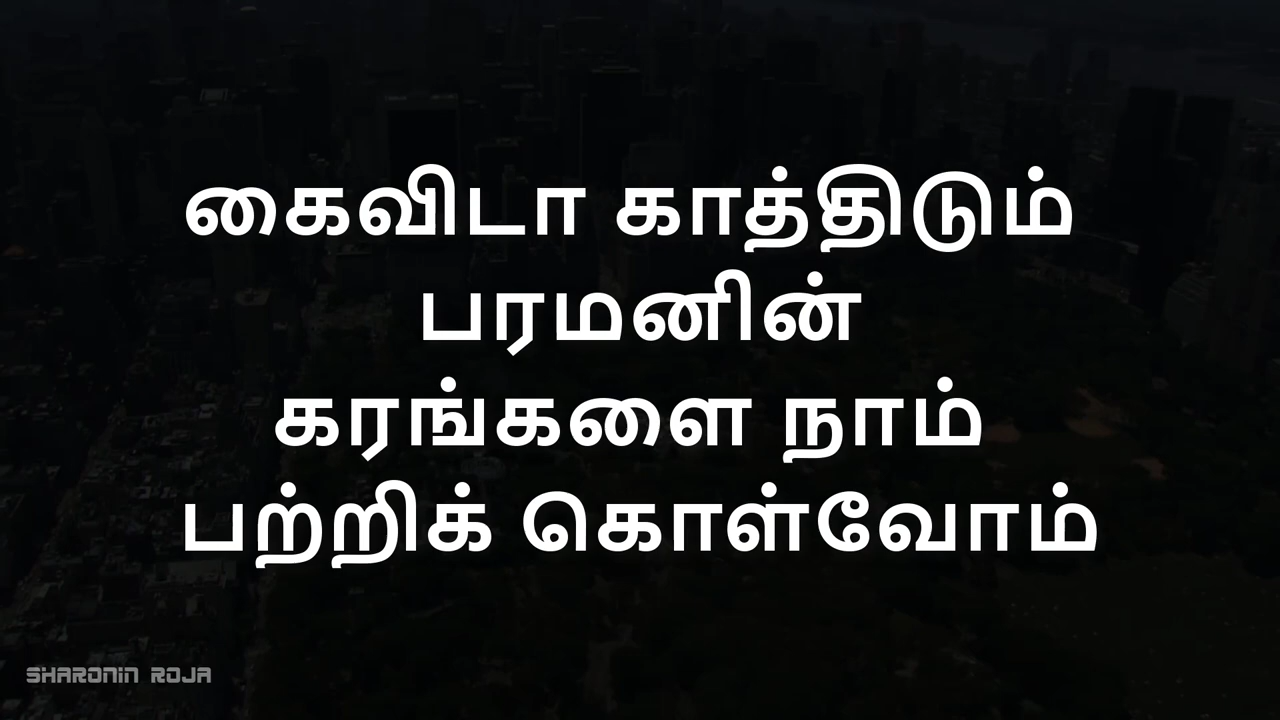 கைவிடா காத்திடும்
பரமனின்
கரங்களை நாம்
பற்றிக் கொள்வோம்
SHARONIN ROJA